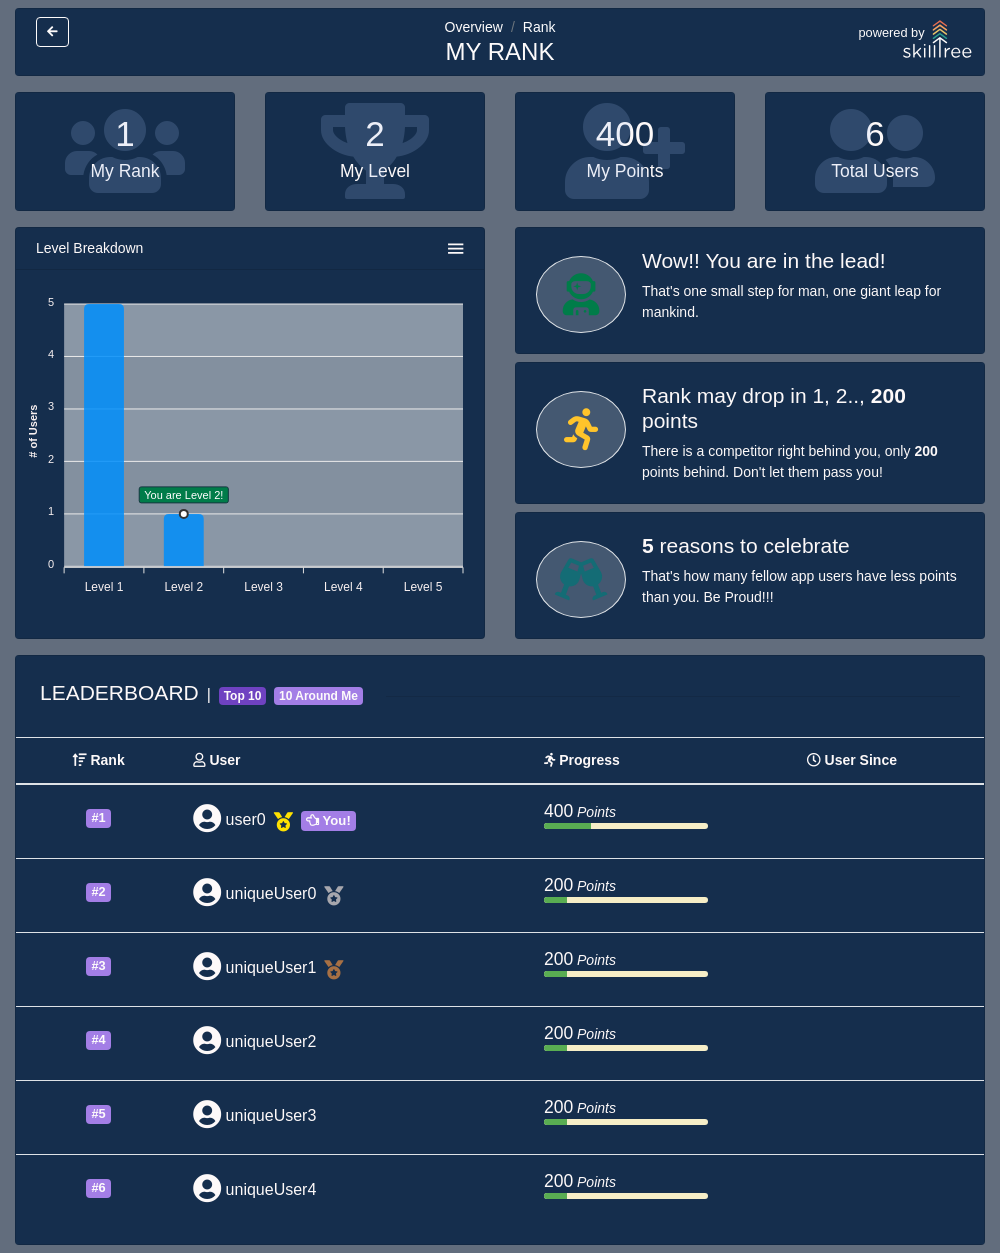 Overview / Rank
MY RANK
powered by
skilltree
1
My Rank
2
My Level
400
My Points
6
Total Users
Level Breakdown
5
4
3
2
1
0
# of Users
You are Level 2!
Level 1 Level 2 Level 3 Level 4 Level 5
Wow!! You are in the lead!
That's one small step for man, one giant leap for
mankind.
Rank may drop in 1, 2.., 200
points
There is a competitor right behind you, only 200
points behind. Don't let them pass you!
5 reasons to celebrate
That's how many fellow app users have less points
than you. Be Proud!!!
LEADERBOARD | Top 10 10 Around Me
Rank User Progress User Since
#1 user0 You! 400 Points
#2 uniqueUser0 200 Points
#3 uniqueUser1 200 Points
#4 uniqueUser2 200 Points
#5 uniqueUser3 200 Points
#6 uniqueUser4 200 Points